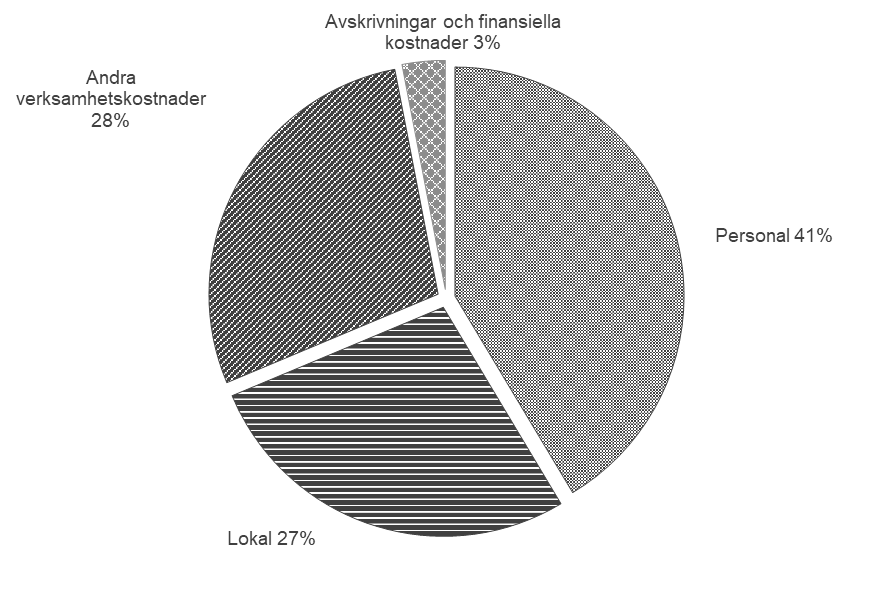 Avskrivningar och finansiella
kostnader 3%
Andra
verksamhetskostnader
28%
Personal 41%
Lokal 27%